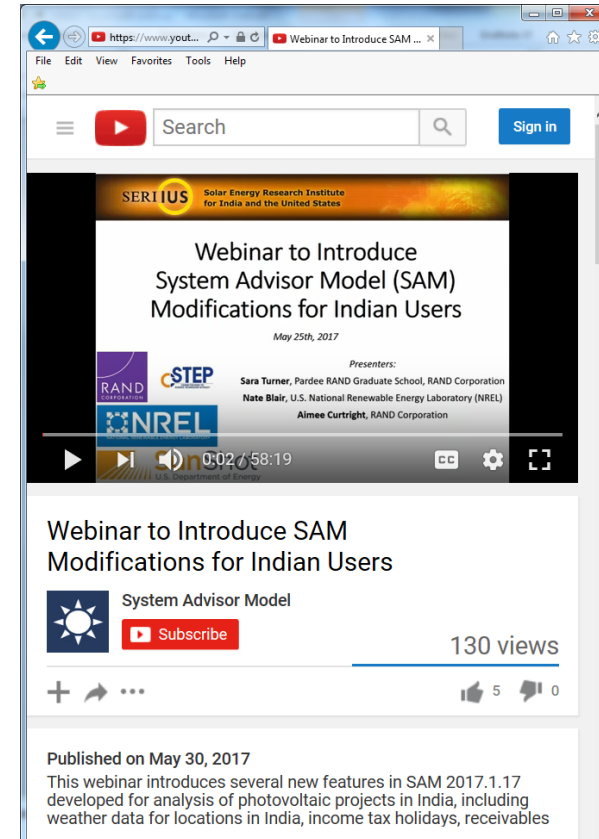 https://www.yout...
Webinar to Introduce SAM ...
File Edit View Favorites Tools Help
Search
Sign in
SERIIUS
Solar Energy Research Institute
for India and the United States
Webinar to Introduce
System Advisor Model (SAM)
Modifications for Indian Users
May 25th, 2017
Presenters:
Sara Turner, Pardee RAND Graduate School, RAND Corporation
Nate Blair, U.S. National Renewable Energy Laboratory (NREL)
Aimee Curtright, RAND Corporation
RAND
CORPORATION
CSTEP
NREL
NATIONAL RENEWABLE ENERGY LABORATORY
SunShot
U.S. Department of Energy
0:02 / 58:19
CC
Webinar to Introduce SAM
Modifications for Indian Users
System Advisor Model
Subscribe
130 views
5 0
Published on May 30, 2017
This webinar introduces several new features in SAM 2017.1.17
developed for analysis of photovoltaic projects in India, including
weather data for locations in India, income tax holidays, receivables